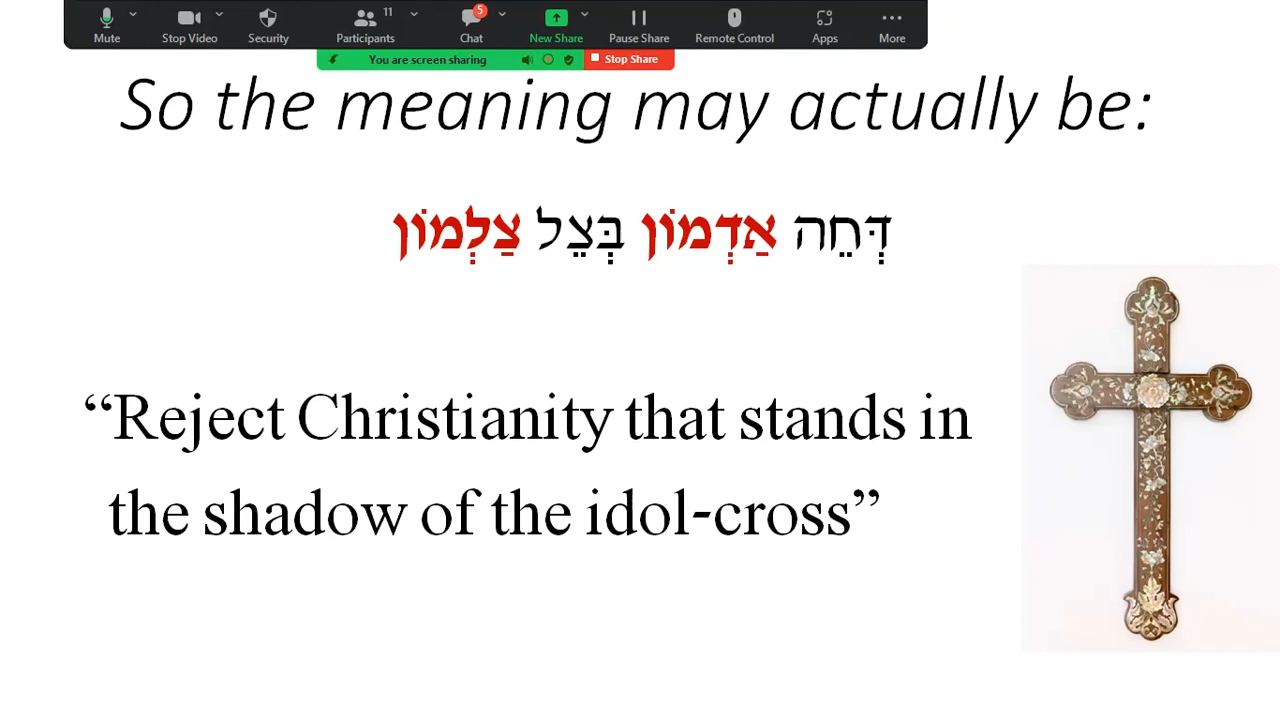 Mute
Stop Video
Security
11
Participants
5
Chat
New Share
Pause Share
Remote Control
Apps
More
You are screen sharing
Stop Share
So the meaning may actually be:
דְּחֵה אַדְמוֹן בְּצֵל צַלְמוֹן
“Reject Christianity that stands in
the shadow of the idol-cross”